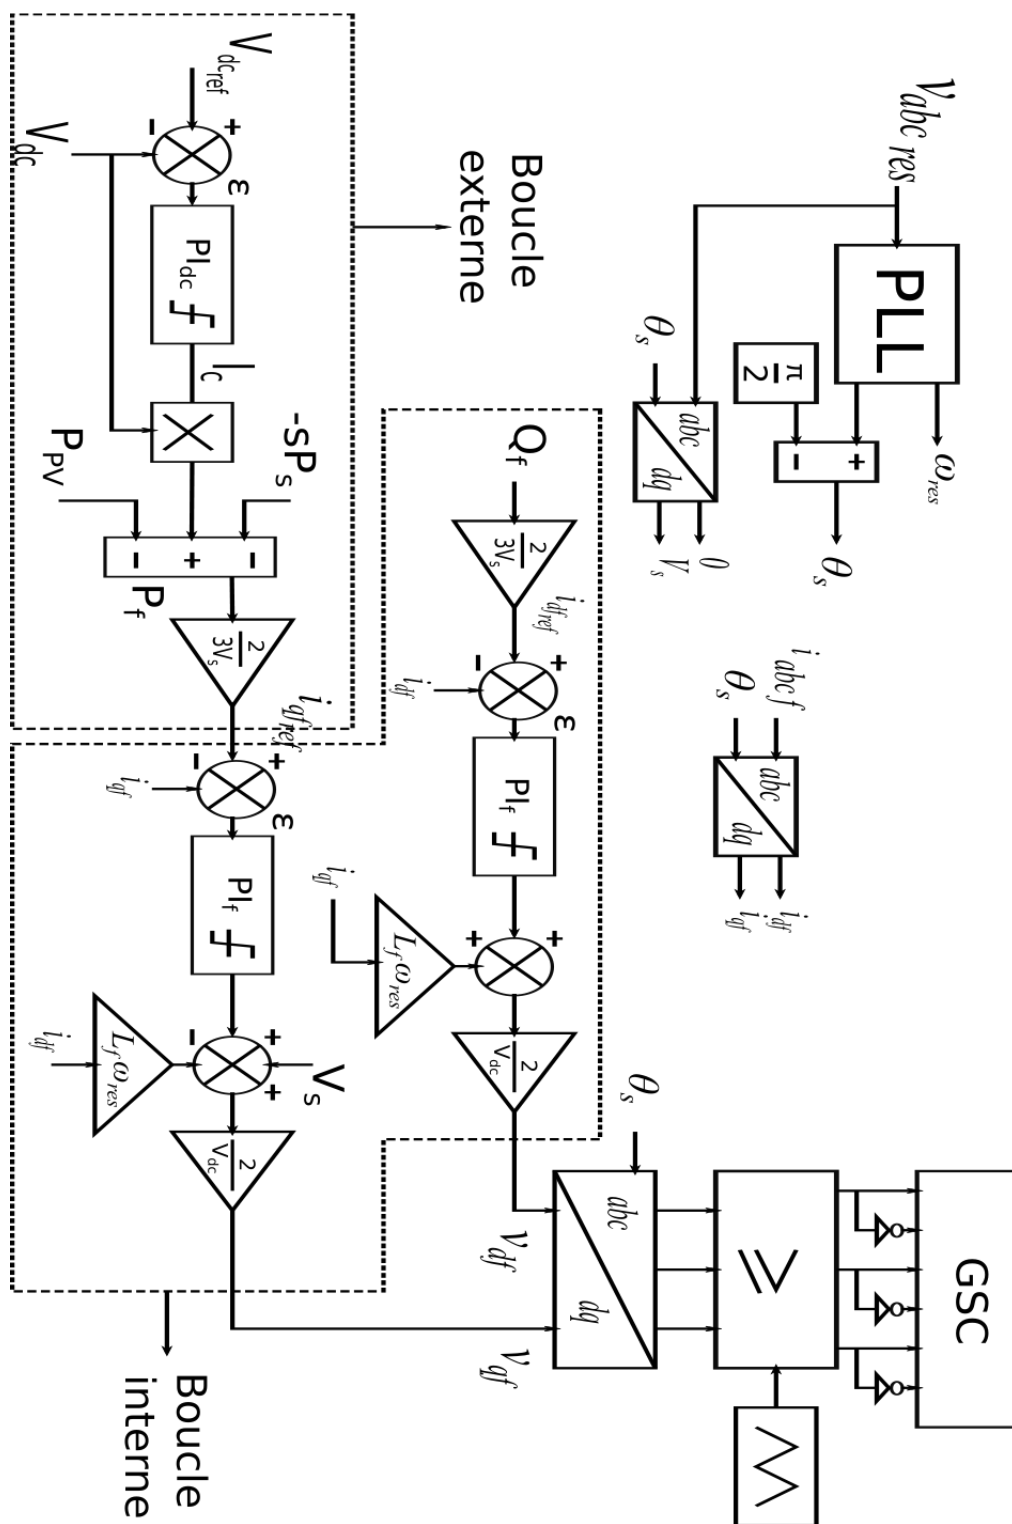 V_abc res
PLL
ω_res
π/2
+
-
θ_s
θ_s
abc
dq
0
V_s
i_abc f
θ_s
abc
dq
i_df
i_qf
GSC
≥
θ_s
abc
dq
V_df
V_qf
Boucle
externe
Q_f
2/3V_s
i_df_ref
+
-
i_df
ε
PI_f
+
+
i_qf
L_f ω_res
2/V_dc
V_dc_ref
+
-
V_dc
ε
PI_dc
I_c
-sP_s
P_PV
-
+
-
P_f
2/3V_s
i_qf_ref
+
-
i_qf
ε
PI_f
+
-
+
V_s
i_df
L_f ω_res
2/V_dc
Boucle
interne